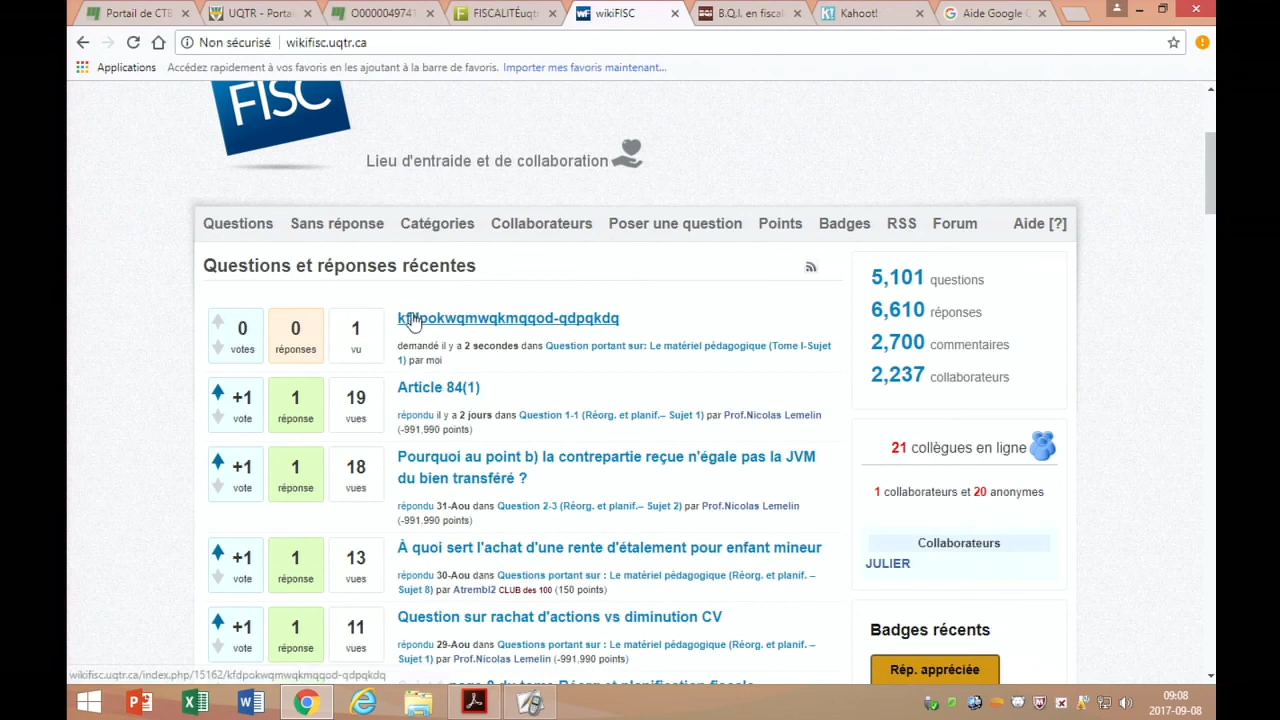 Portail de CTB
UQTR - Porta
O0000049741
FISCALITÉuqt
wikiFISC
B.Q.I. en fisca
Kahoot!
Aide Google
Non sécurisé wikifisc.uqtr.ca
Applications Accédez rapidement à vos favoris en les ajoutant à la barre de favoris. Importer mes favoris maintenant...
FISC
Lieu d'entraide et de collaboration
Questions Sans réponse Catégories Collaborateurs Poser une question Points Badges RSS Forum Aide [?]
Questions et réponses récentes
0 votes
0 réponses
1 vu
demandé il y a 2 secondes dans Question portant sur: Le matériel pédagogique (Tome I-Sujet
1) par moi
+1 vote
1 réponse
19 vues
Article 84(1)
répondu il y a 2 jours dans Question 1-1 (Réorg. et planif.– Sujet 1) par Prof.Nicolas Lemelin
(-991,990 points)
+1 vote
1 réponse
18 vues
Pourquoi au point b) la contrepartie reçue n'égale pas la JVM
du bien transféré ?
répondu 31-Aou dans Question 2-3 (Réorg. et planif.– Sujet 2) par Prof.Nicolas Lemelin
(-991,990 points)
+1 vote
1 réponse
13 vues
À quoi sert l'achat d'une rente d'étalement pour enfant mineur
répondu 30-Aou dans Questions portant sur : Le matériel pédagogique (Réorg. et planif. –
Sujet 8) par Atrembl2 CLUB des 100 (150 points)
+1 vote
1 réponse
11 vues
Question sur rachat d'actions vs diminution CV
répondu 29-Aou dans Questions portant sur : Le matériel pédagogique (Réorg. et planif. –
Sujet 1) par Prof.Nicolas Lemelin (-991,990 points)
5,101 questions
6,610 réponses
2,700 commentaires
2,237 collaborateurs
21 collègues en ligne
1 collaborateurs et 20 anonymes
Collaborateurs
JULIER
Badges récents
Rép. appréciée
wikifisc.uqtr.ca/index.php/15162/kfdpokwqmwqkmqqod-qdpqkdq
09:08
2017-09-08